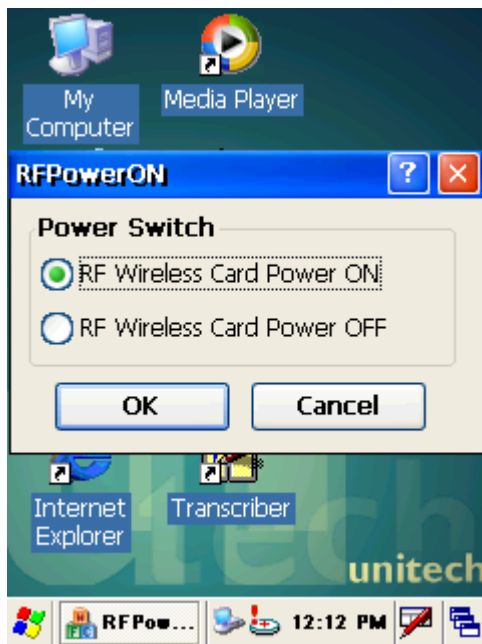 My
Computer
Media Player
RFPowerON
Power Switch
RF Wireless Card Power ON
RF Wireless Card Power OFF
OK
Cancel
Internet
Explorer
Transcriber
unitech
RFPow...
12:12 PM